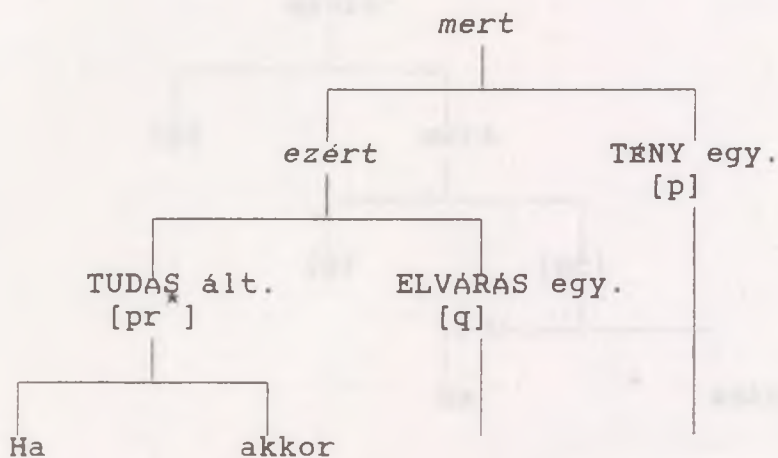 mert
ezért TÉNY egy.
[p]
TUDÁS ált. ELVÁRÁS egy.
[pr*] [q]
Ha akkor